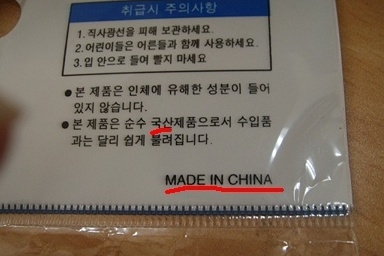 취급시 주의사항
1. 직사광선을 피해 보관하세요.
2. 어린이들은 어른들과 함께 사용하세요.
3. 입 안으로 들여 빨지 마세요
● 본 제품은 인체에 유해한 성분이 들어
있지 않습니다.
● 본 제품은 순수 국산제품으로서 수입품
과는 달리 쉽게 불려집니다.
MADE IN CHINA